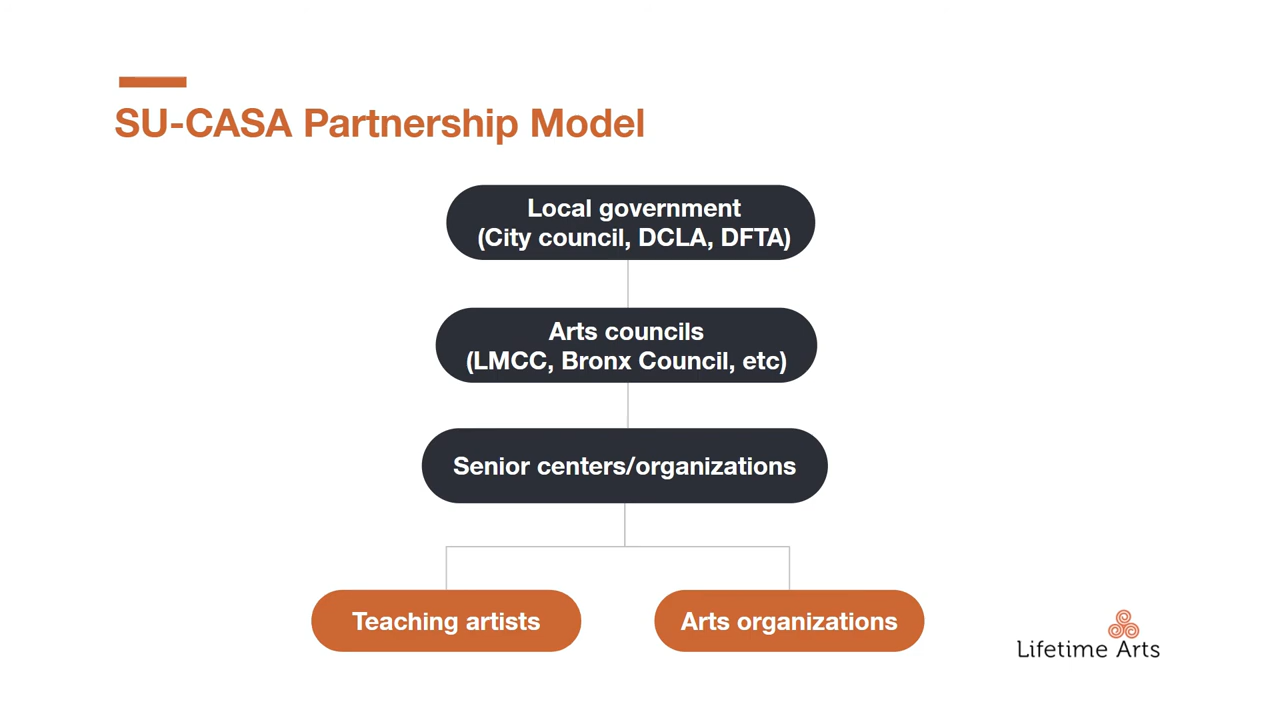 SU-CASA Partnership Model
Local government
(City council, DCLA, DFTA)
Arts councils
(LMCC, Bronx Council, etc)
Senior centers/organizations
Teaching artists
Arts organizations
Lifetime Arts